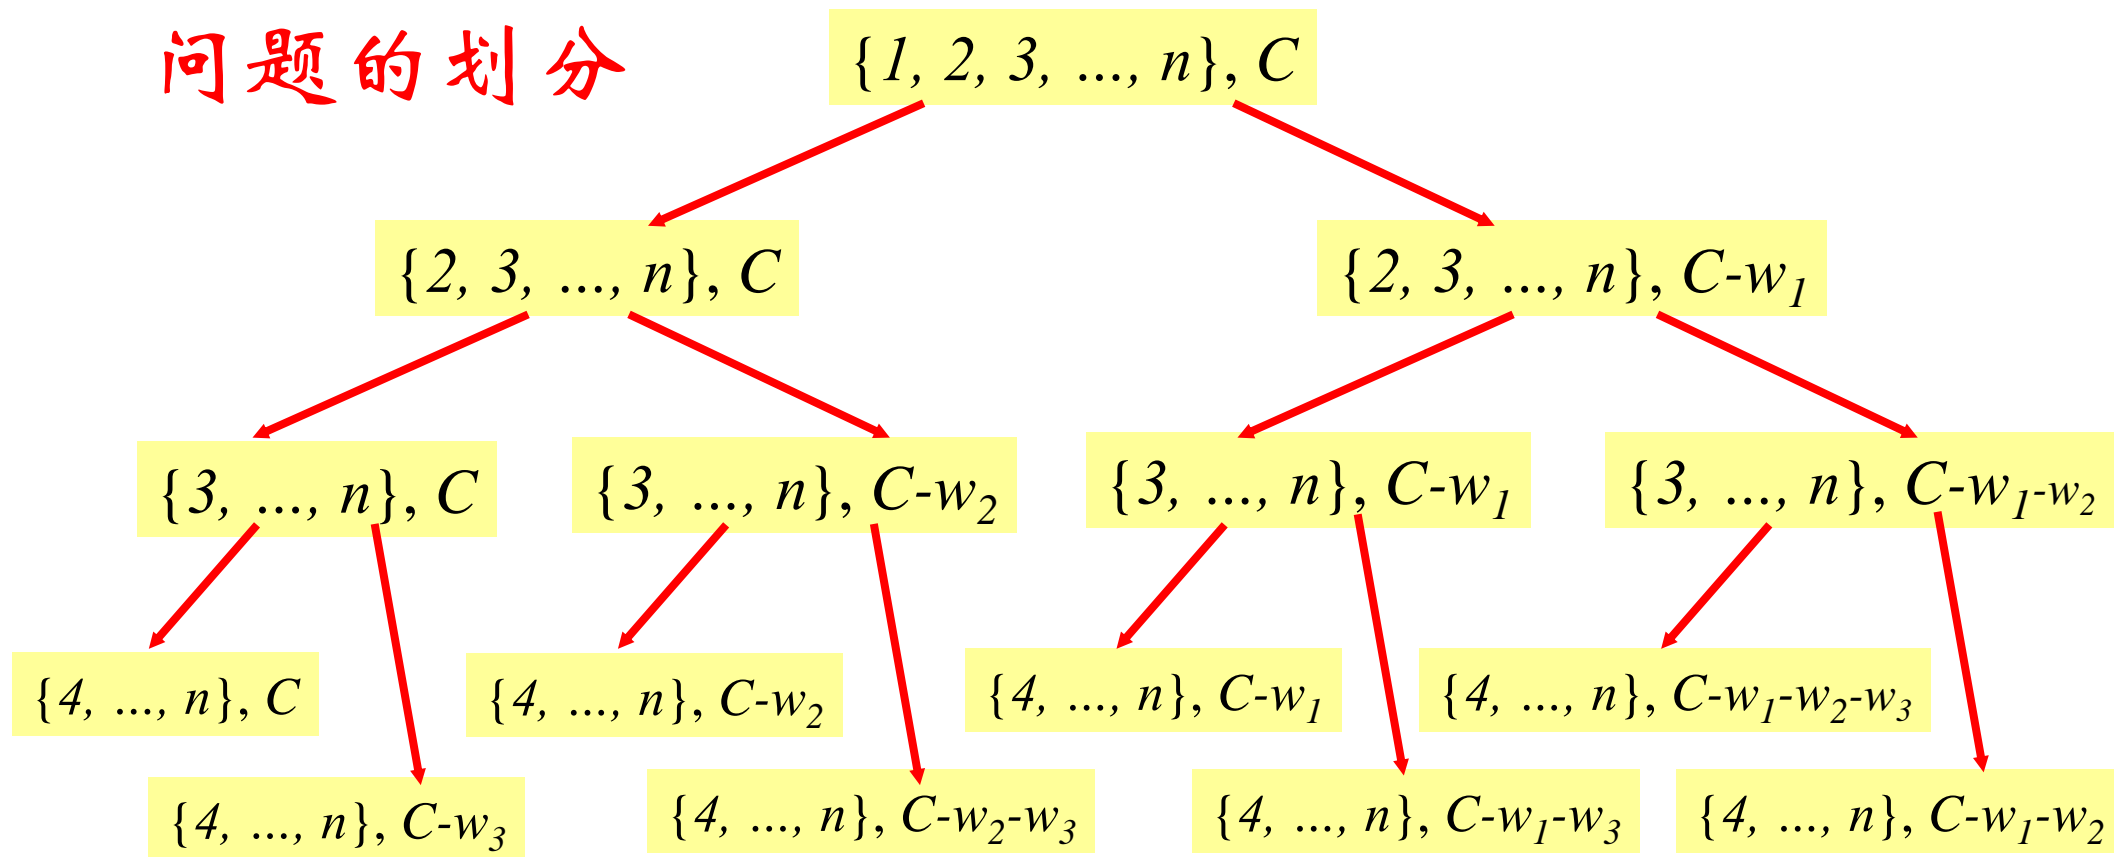 问题的划分
{1, 2, 3, ..., n}, C
{2, 3, ..., n}, C
{2, 3, ..., n}, C-w₁
{3, ..., n}, C
{3, ..., n}, C-w₂
{3, ..., n}, C-w₁
{3, ..., n}, C-w₁-w₂
{4, ..., n}, C
{4, ..., n}, C-w₂
{4, ..., n}, C-w₁
{4, ..., n}, C-w₁-w₂-w₃
{4, ..., n}, C-w₃
{4, ..., n}, C-w₂-w₃
{4, ..., n}, C-w₁-w₃
{4, ..., n}, C-w₁-w₂